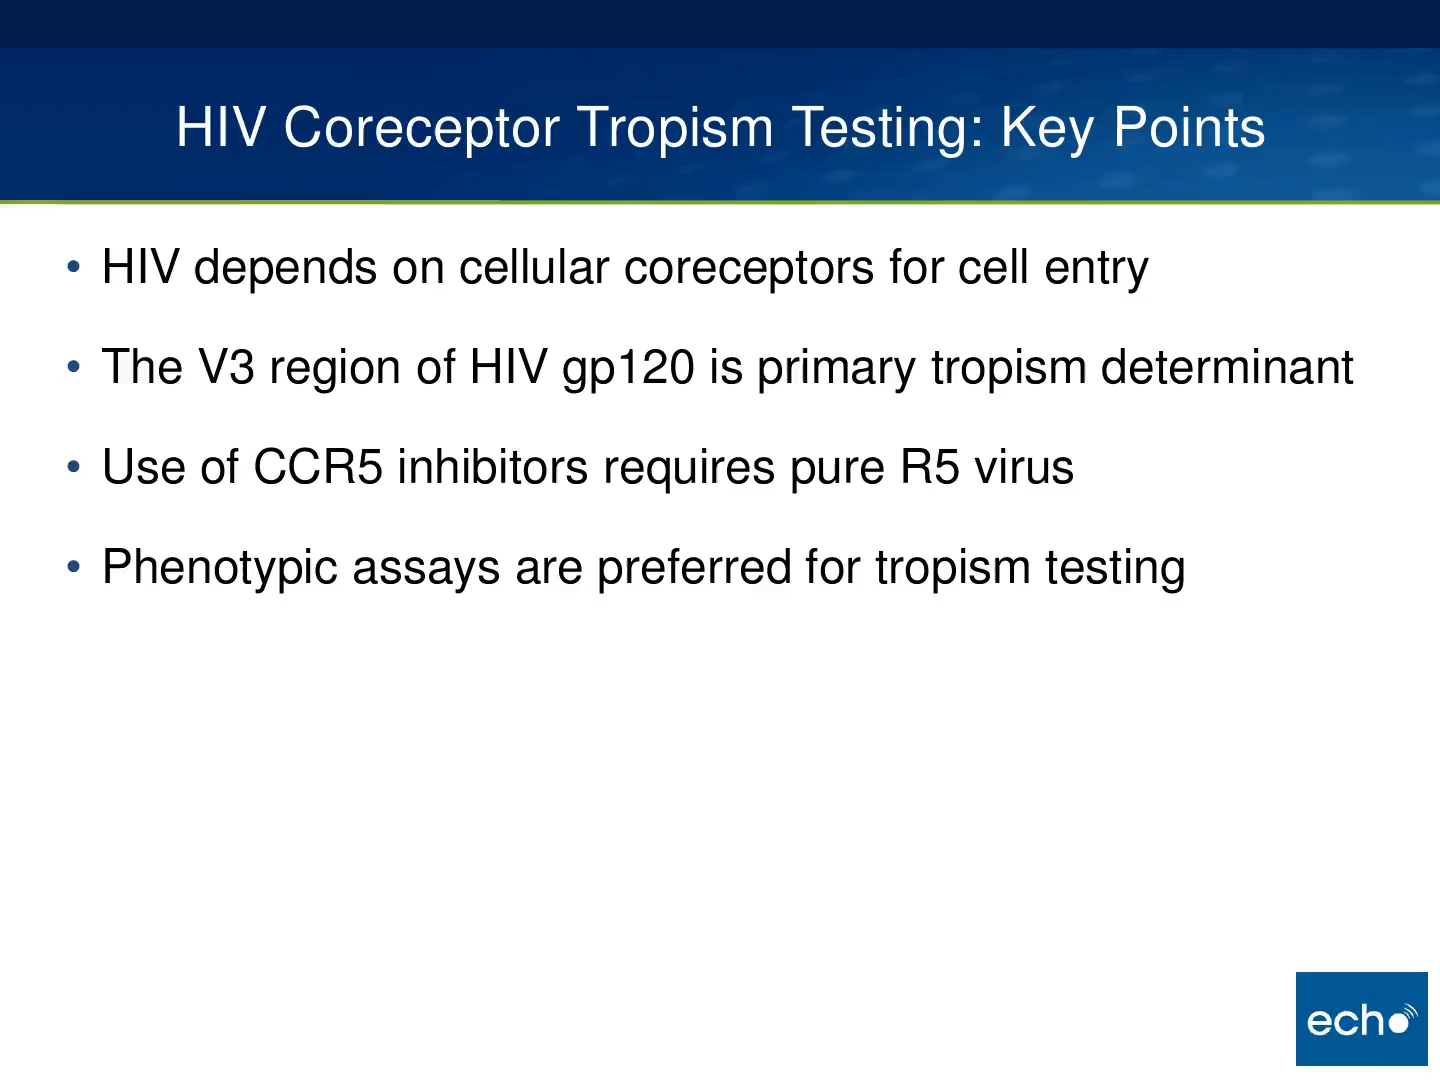 HIV Coreceptor Tropism Testing: Key Points
• HIV depends on cellular coreceptors for cell entry
• The V3 region of HIV gp120 is primary tropism determinant
• Use of CCR5 inhibitors requires pure R5 virus
• Phenotypic assays are preferred for tropism testing
echo